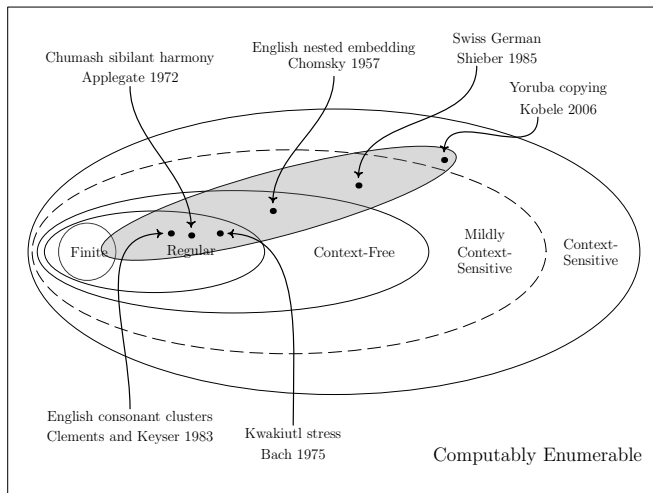 Swiss German
Shieber 1985
English nested embedding
Chomsky 1957
Chumash sibilant harmony
Applegate 1972
Yoruba copying
Kobele 2006
Finite
Regular
Context-Free
Mildly
Context-
Sensitive
Context-
Sensitive
English consonant clusters
Clements and Keyser 1983
Kwakiutl stress
Bach 1975
Computably Enumerable